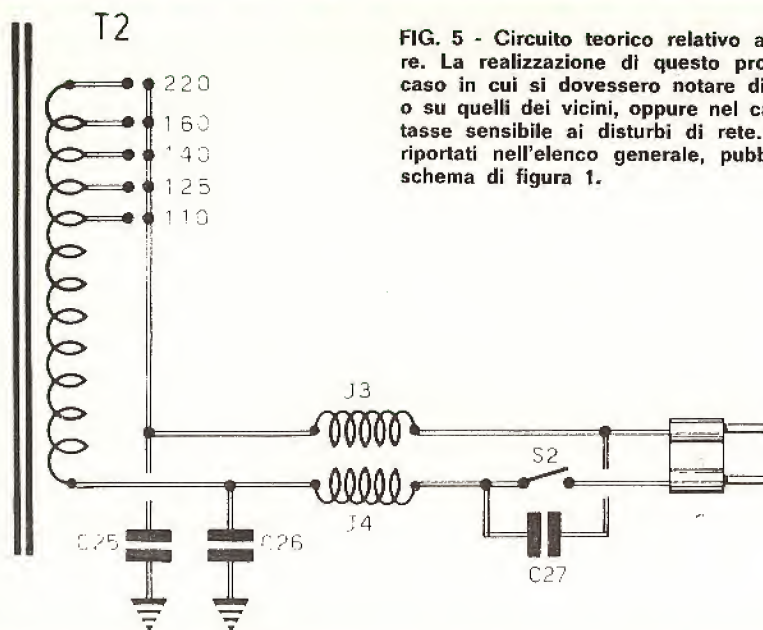 T2
FIG. 5 - Circuito teorico relativo a
re. La realizzazione di questo pro
caso in cui si dovessero notare di
o su quelli dei vicini, oppure nel ca
tasse sensibile ai disturbi di rete.
riportati nell'elenco generale, pubb
schema di figura 1.
220
160
140
125
110
J3
S2
J4
C25
C26
C27